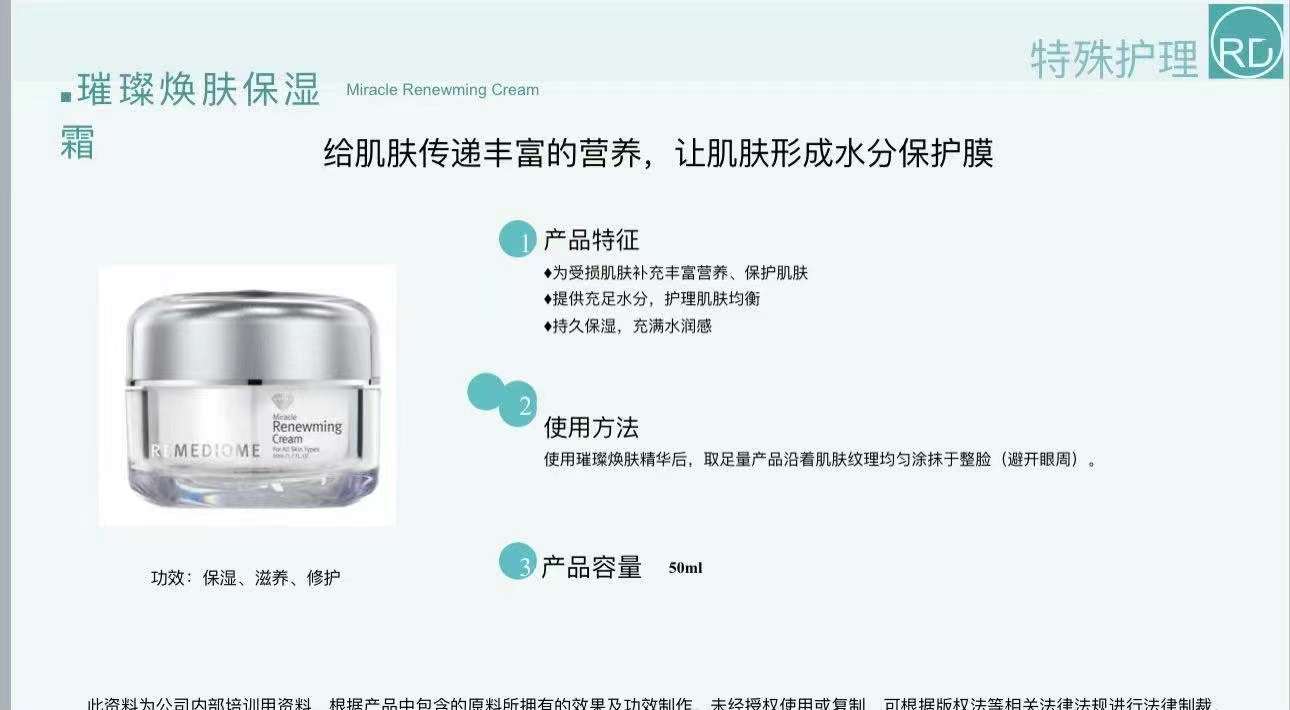 特殊护理
RD
璀璨焕肤保湿
霜
Miracle Renewming Cream
给肌肤传递丰富的营养，让肌肤形成水分保护膜
1 产品特征
♦为受损肌肤补充丰富营养、保护肌肤
♦提供充足水分，护理肌肤均衡
♦持久保湿，充满水润感
2
使用方法
使用璀璨焕肤精华后，取足量产品沿着肌肤纹理均匀涂抹于整脸（避开眼周）。
3 产品容量 50ml
Miracle
Renewming
Cream
For All Skin Types
REMEDIOME
功效：保湿、滋养、修护
此资料为公司内部培训用资料，根据产品中包含的原料所拥有的效果及功效制作，未经授权使用或复制，可根据版权法等相关法律法规进行法律制裁